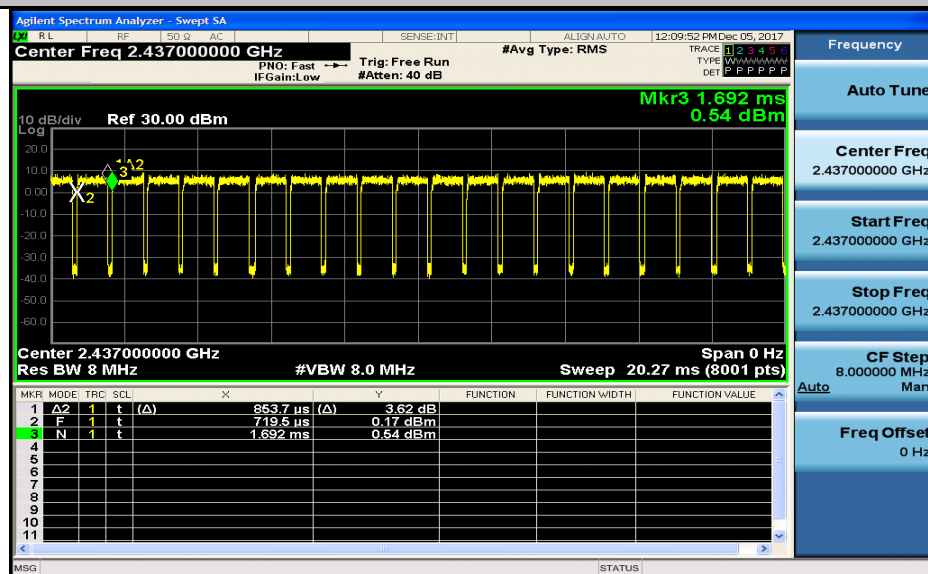 Agilent Spectrum Analyzer - Swept SA
LXI RL RF 50 Ω AC SENSE:INT ALIGN AUTO 12:09:52 PM Dec 05, 2017
Center Freq 2.437000000 GHz #Avg Type: RMS TRACE 1 2 3 4 5 6
PNO: Fast Trig: Free Run TYPE WWWWWW
IFGain:Low #Atten: 40 dB DET P P P P P P
Mkr3 1.692 ms
10 dB/div Ref 30.00 dBm 0.54 dBm
Log
20.0
10.0
0.00
-10.0
-20.0
-30.0
-40.0
-50.0
-60.0
1Δ2
3
2
Center 2.437000000 GHz Span 0 Hz
Res BW 8 MHz #VBW 8.0 MHz Sweep 20.27 ms (8001 pts)
MKR MODE TRC SCL X Y FUNCTION FUNCTION WIDTH FUNCTION VALUE
1 Δ2 1 t (Δ) 853.7 µs (Δ) 3.62 dB
2 F 1 t 719.5 µs 0.17 dBm
3 N 1 t 1.692 ms 0.54 dBm
4
5
6
7
8
9
10
11
MSG STATUS
Frequency
Auto Tune
Center Freq
2.437000000 GHz
Start Freq
2.437000000 GHz
Stop Freq
2.437000000 GHz
CF Step
8.000000 MHz
Auto Man
Freq Offset
0 Hz